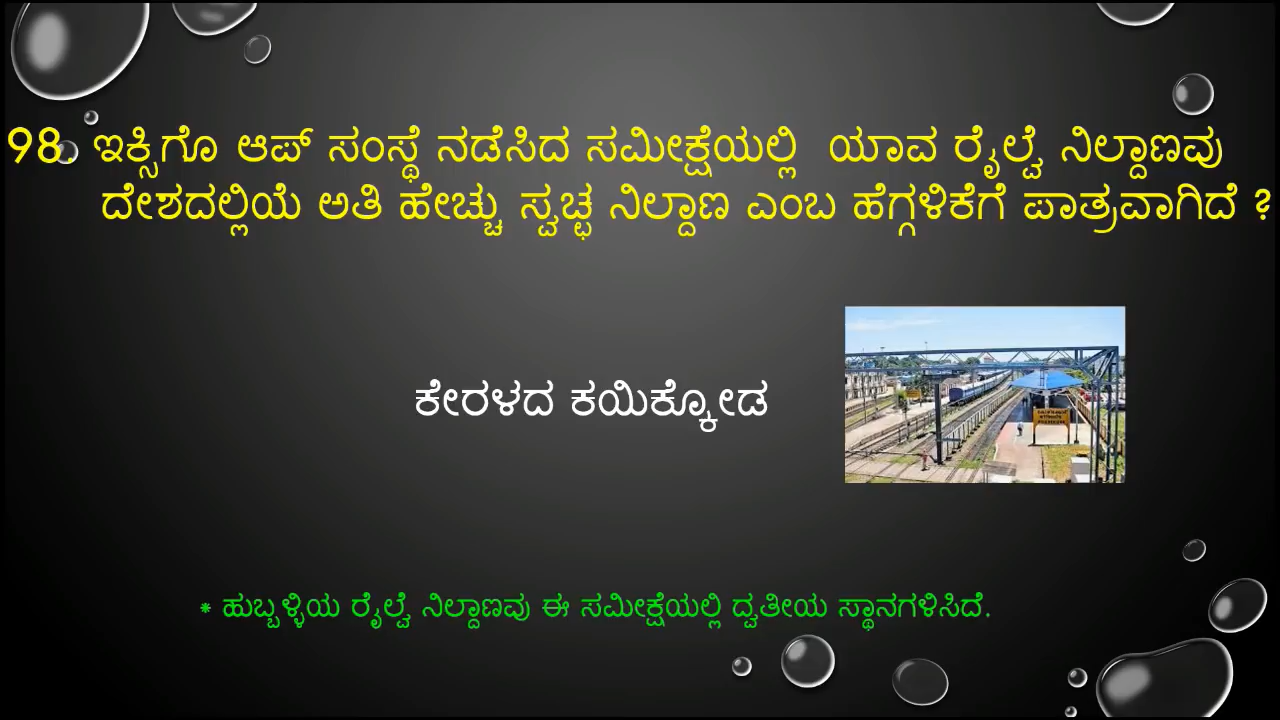 98. ಇಕ್ಸಿಗೊ ಆಪ್ ಸಂಸ್ಥೆ ನಡೆಸಿದ ಸಮೀಕ್ಷೆಯಲ್ಲಿ ಯಾವ ರೈಲ್ವೆ ನಿಲ್ದಾಣವು
ದೇಶದಲ್ಲಿಯೆ ಅತಿ ಹೇಚ್ಚು ಸ್ವಚ್ಛ ನಿಲ್ದಾಣ ಎಂಬ ಹೆಗ್ಗಳಿಕೆಗೆ ಪಾತ್ರವಾಗಿದೆ ?
ಕೇರಳದ ಕಯಿಕ್ಕೋಡ
* ಹುಬ್ಬಳ್ಳಿಯ ರೈಲ್ವೆ ನಿಲ್ದಾಣವು ಈ ಸಮೀಕ್ಷೆಯಲ್ಲಿ ದ್ವತೀಯ ಸ್ಥಾನಗಳಿಸಿದೆ.